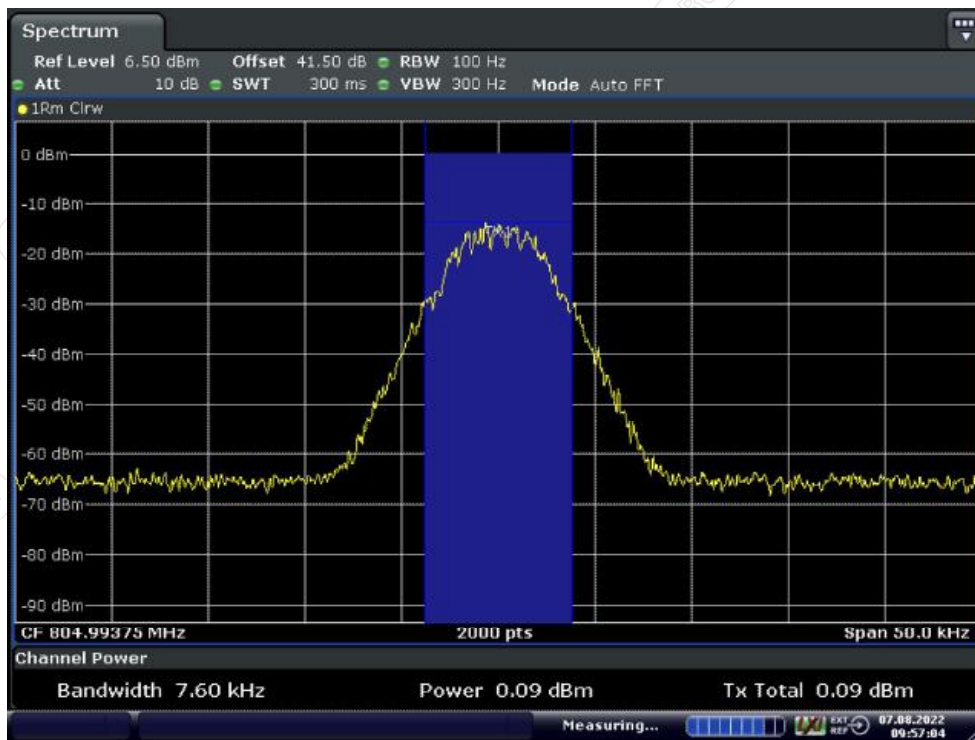 Spectrum
Ref Level 6.50 dBm Offset 41.50 dB RBW 100 Hz
Att 10 dB SWT 300 ms VBW 300 Hz Mode Auto FFT
1Rm Clrw
0 dBm
-10 dBm
-20 dBm
-30 dBm
-40 dBm
-50 dBm
-60 dBm
-70 dBm
-80 dBm
-90 dBm
CF 804.99375 MHz 2000 pts Span 50.0 kHz
Channel Power
Bandwidth 7.60 kHz Power 0.09 dBm Tx Total 0.09 dBm
Measuring... LXI EXT REF 07.08.2022
09:57:04